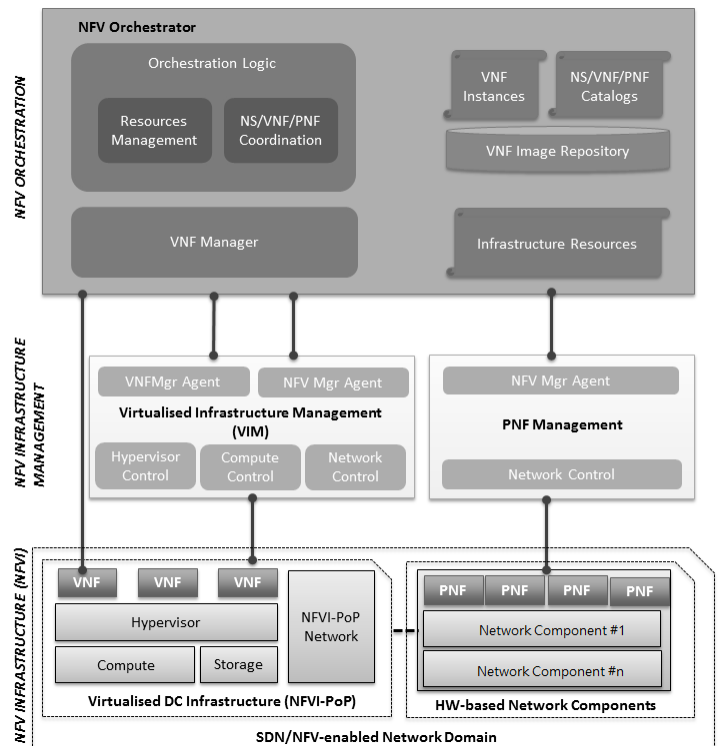 NFV Orchestrator
Orchestration Logic
Resources
Management
NS/VNF/PNF
Coordination
VNF
Instances
NS/VNF/PNF
Catalogs
VNF Image Repository
VNF Manager
Infrastructure Resources
NFV ORCHESTRATION
VNFMgr Agent
NFV Mgr Agent
Virtualised Infrastructure Management
(VIM)
Hypervisor
Control
Compute
Control
Network
Control
NFV Mgr Agent
PNF Management
Network Control
NFV INFRASTRUCTURE
MANAGEMENT
VNF
VNF
VNF
Hypervisor
Compute
Storage
NFVI-PoP
Network
Virtualised DC Infrastructure (NFVI-PoP)
PNF
PNF
PNF
PNF
Network Component #1
Network Component #n
HW-based Network Components
SDN/NFV-enabled Network Domain
NFV INFRASTRUCTURE (NFVI)